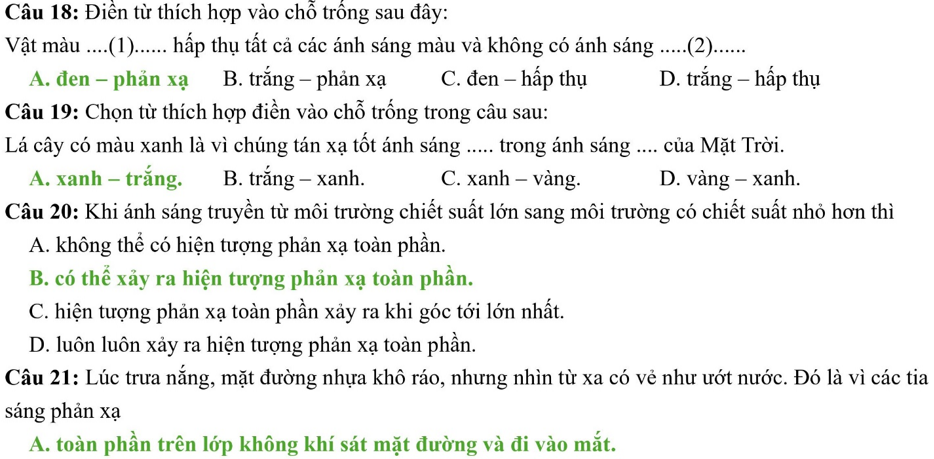 Câu 18: Điền từ thích hợp vào chỗ trống sau đây:
Vật màu ....(1)...... hấp thụ tất cả các ánh sáng màu và không có ánh sáng .....(2)......
A. đen – phản xạ B. trắng – phản xạ C. đen – hấp thụ D. trắng – hấp thụ
Câu 19: Chọn từ thích hợp điền vào chỗ trống trong câu sau:
Lá cây có màu xanh là vì chúng tán xạ tốt ánh sáng ..... trong ánh sáng .... của Mặt Trời.
A. xanh – trắng. B. trắng – xanh. C. xanh – vàng. D. vàng – xanh.
Câu 20: Khi ánh sáng truyền từ môi trường chiết suất lớn sang môi trường có chiết suất nhỏ hơn thì
A. không thể có hiện tượng phản xạ toàn phần.
B. có thể xảy ra hiện tượng phản xạ toàn phần.
C. hiện tượng phản xạ toàn phần xảy ra khi góc tới lớn nhất.
D. luôn luôn xảy ra hiện tượng phản xạ toàn phần.
Câu 21: Lúc trưa nắng, mặt đường nhựa khô ráo, nhưng nhìn từ xa có vẻ như ướt nước. Đó là vì các tia
sáng phản xạ
A. toàn phần trên lớp không khí sát mặt đường và đi vào mắt.